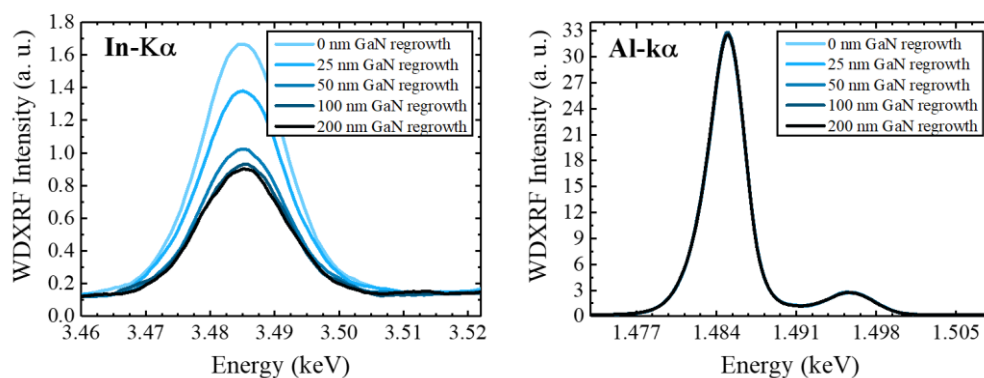 In-Kα
0 nm GaN regrowth
25 nm GaN regrowth
50 nm GaN regrowth
100 nm GaN regrowth
200 nm GaN regrowth
WDXRF Intensity (a. u.)
1.8
1.6
1.4
1.2
1.0
0.8
0.6
0.4
0.2
0.0
3.46 3.47 3.48 3.49 3.50 3.51 3.52
Energy (keV)
Al-kα
0 nm GaN regrowth
25 nm GaN regrowth
50 nm GaN regrowth
100 nm GaN regrowth
200 nm GaN regrowth
WDXRF Intensity (a. u.)
33
30
27
24
21
18
15
12
9
6
3
0
1.477 1.484 1.491 1.498 1.505
Energy (keV)